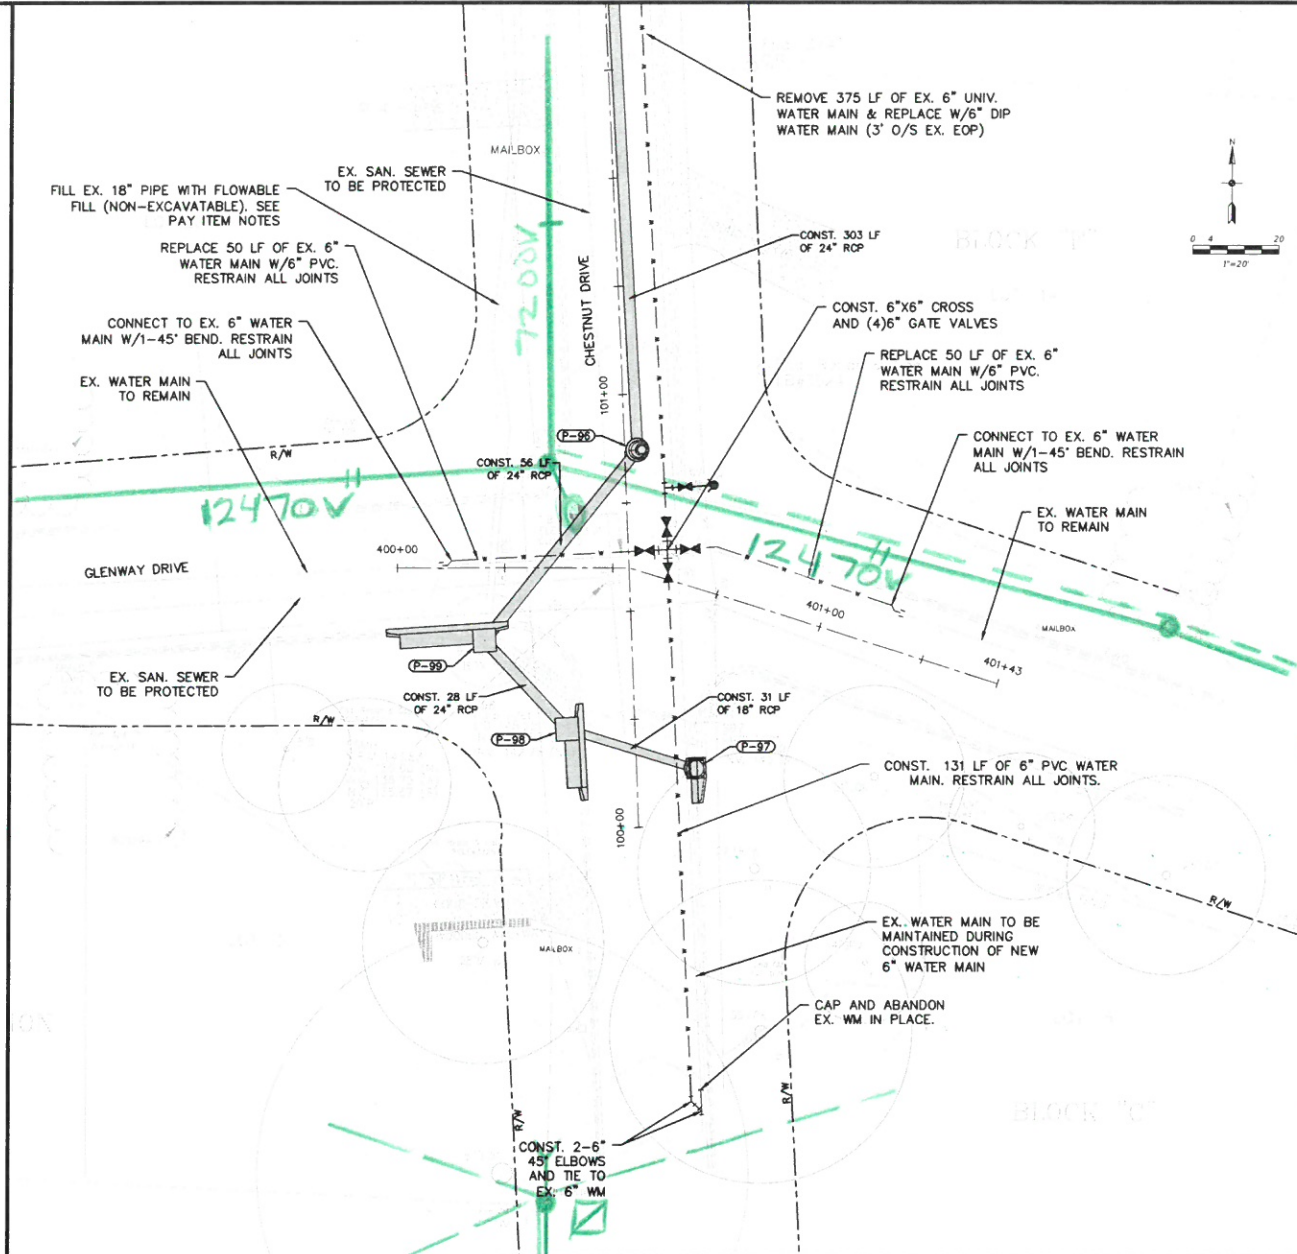 REMOVE 375 LF OF EX. 6" UNIV.
WATER MAIN & REPLACE W/6" DIP
WATER MAIN (3' O/S EX. EOP)
MAILBOX
EX. SAN. SEWER
TO BE PROTECTED
FILL EX. 18" PIPE WITH FLOWABLE
FILL (NON-EXCAVATABLE). SEE
PAY ITEM NOTES
N
0 4 20
1"=20'
REPLACE 50 LF OF EX. 6"
WATER MAIN W/6" PVC.
RESTRAIN ALL JOINTS
7200V
CHESTNUT DRIVE
CONST. 303 LF
OF 24" RCP
BLOCK "F"
CONST. 6"X6" CROSS
AND (4)6" GATE VALVES
CONNECT TO EX. 6" WATER
MAIN W/1-45° BEND. RESTRAIN
ALL JOINTS
REPLACE 50 LF OF EX. 6"
WATER MAIN W/6" PVC.
RESTRAIN ALL JOINTS
EX. WATER MAIN
TO REMAIN
101+00
P-96
CONNECT TO EX. 6" WATER
MAIN W/1-45° BEND. RESTRAIN
ALL JOINTS
R/W
CONST. 56 LF
OF 24" RCP
12470V
EX. WATER MAIN
TO REMAIN
400+00
12470V
GLENWAY DRIVE
401+00
MAILBOX
401+43
P-99
EX. SAN. SEWER
TO BE PROTECTED
CONST. 28 LF
OF 24" RCP
CONST. 31 LF
OF 18" RCP
R/W
P-98
P-97
CONST. 131 LF OF 6" PVC WATER
MAIN. RESTRAIN ALL JOINTS.
100+00
R/W
MAILBOX
EX. WATER MAIN TO BE
MAINTAINED DURING
CONSTRUCTION OF NEW
6" WATER MAIN
CAP AND ABANDON
EX. WM IN PLACE.
R/W
R/W
BLOCK "C"
CONST. 2-6"
45° ELBOWS
AND TIE TO
EX. 6" WM